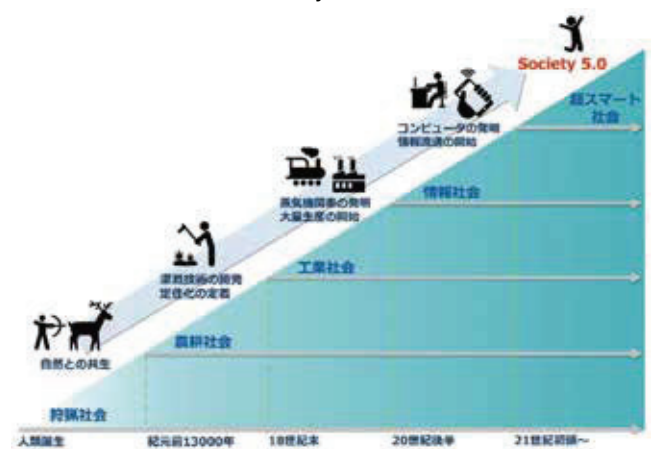 Society 5.0
超スマート
社会
コンピュータの発明
情報流通の開始
情報社会
蒸気機関車の発明
大量生産の開始
工業社会
灌漑技術の開発
定住化の定着
農耕社会
自然との共生
狩猟社会
人類誕生
紀元前13000年
18世紀末
20世紀後半
21世紀初頭~